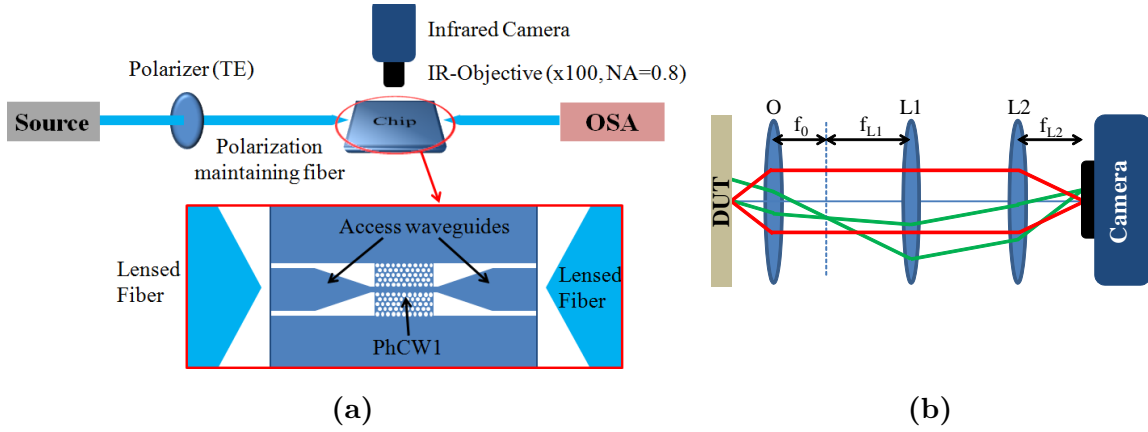 Infrared Camera
Polarizer (TE)
IR-Objective (x100, NA=0.8)
Source
Chip
OSA
Polarization
maintaining fiber
Access waveguides
Lensed
Fiber
Lensed
Fiber
PhCW1
(a)
O
L1
L2
f0
fL1
fL2
DUT
Camera
(b)